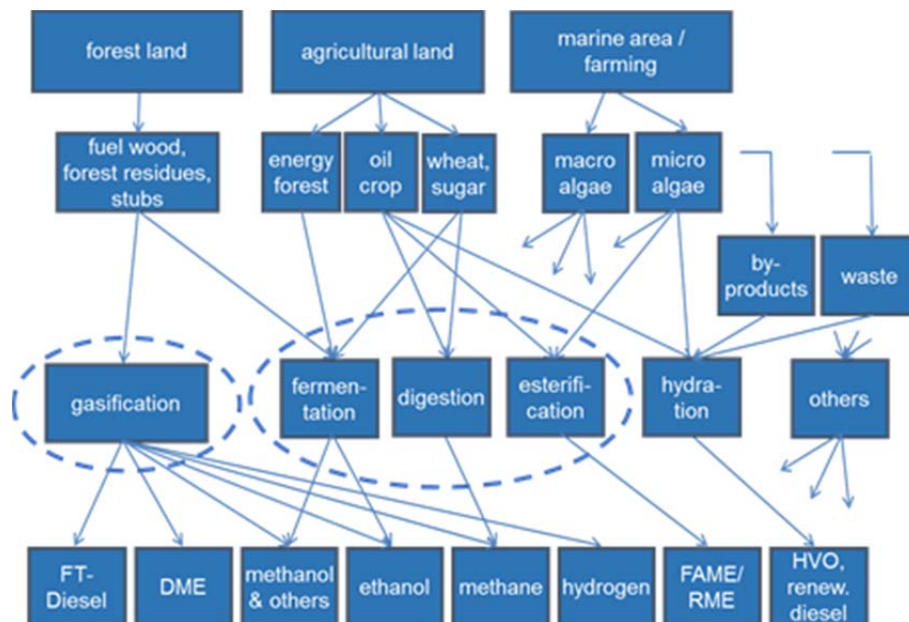 forest land
agricultural land
marine area /
farming
fuel wood,
forest residues,
stubs
energy
forest
oil
crop
wheat,
sugar
macro
algae
micro
algae
by-
products
waste
gasification
fermen-
tation
digestion
esterifi-
cation
hydra-
tion
others
FT-
Diesel
DME
methanol
& others
ethanol
methane
hydrogen
FAME/
RME
HVO,
renew.
diesel